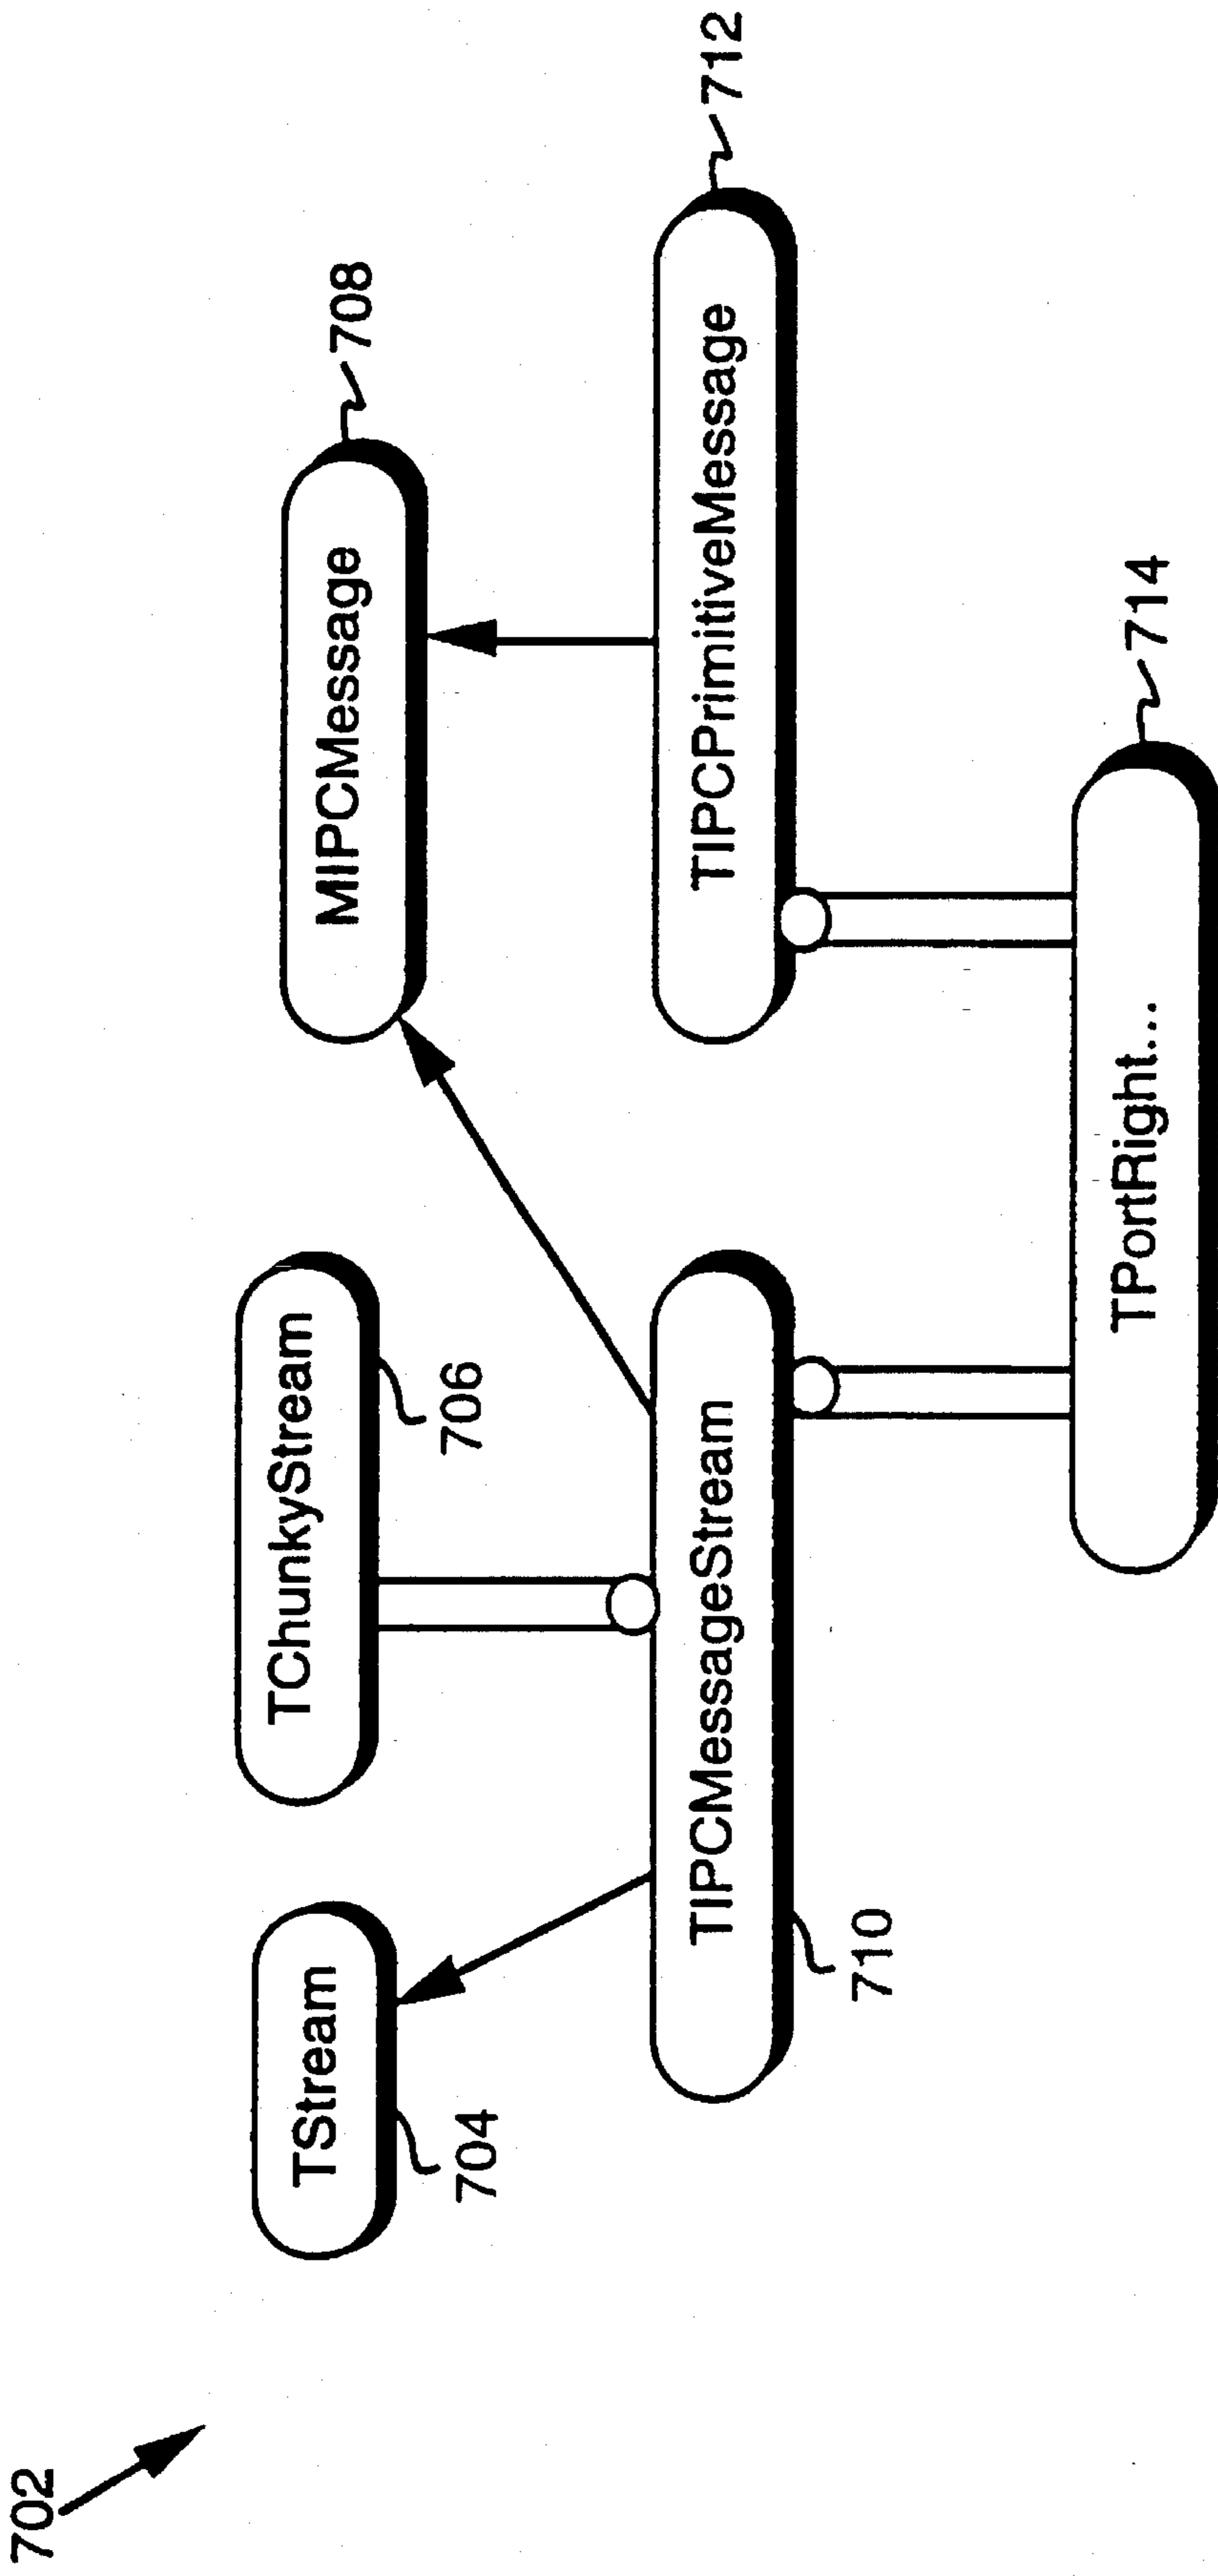 702
TStream
704
TChunkyStream
706
MIPCMessage
708
TIPCMessageStream
710
TIPCPrimitiveMessage
712
TPortRight...
714